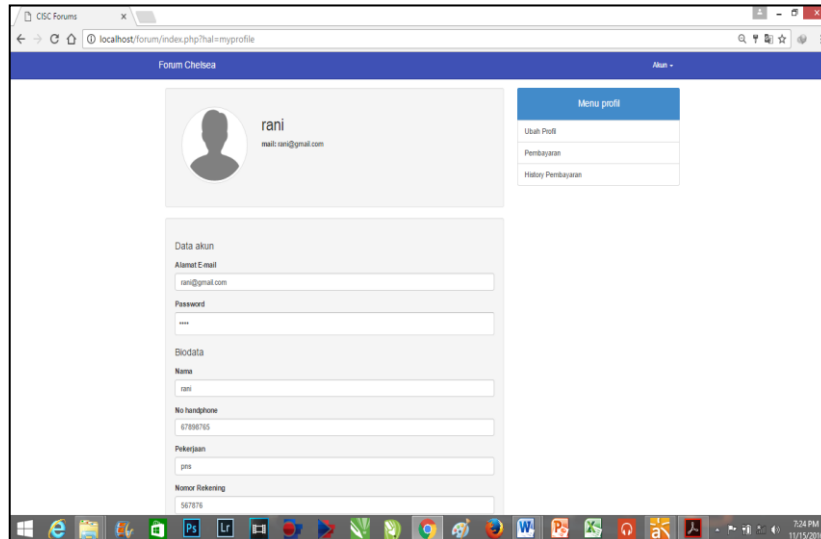 CISC Forums
localhost/forum/index.php?hal=myprofile
Forum Chelsea
Akun
rani
mail: rani@gmail.com
Menu profil
Ubah Profil
Pembayaran
History Pembayaran
Data akun
Alamat E-mail
rani@gmail.com
Password
••••
Biodata
Nama
rani
No handphone
67898765
Pekerjaan
pns
Nomor Rekening
567876
Ps
Lr
7:24 PM